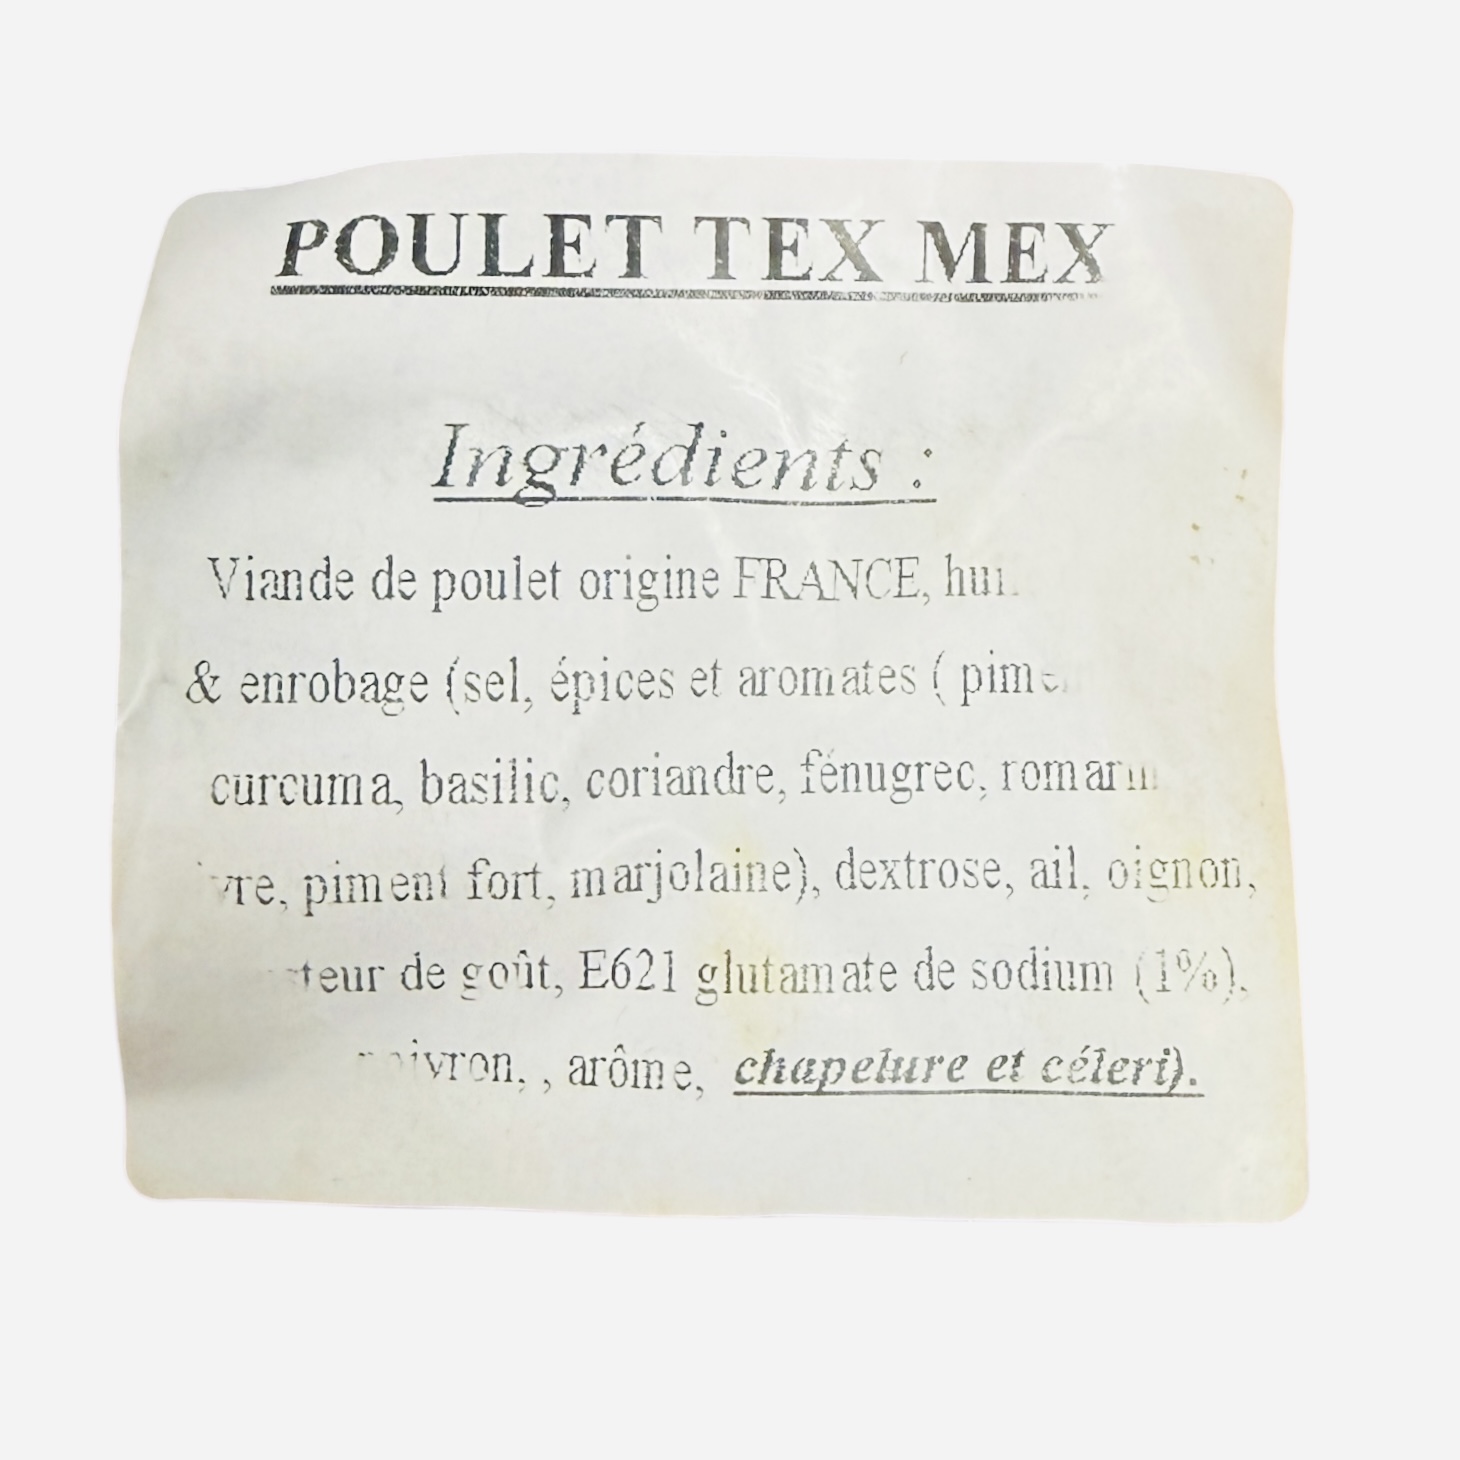 POULET TEX MEX
Ingrédients :
Viande de poulet origine FRANCE,
& enrobage (sel, épices et aromates (
curcuma, basilic, coriandre, fénugrec, romarin
piment fort, marjolaine), dextrose, ail, oignon,
de goût, E621 glutamate de sodium (1%),
, arôme, chapelure et céleri).